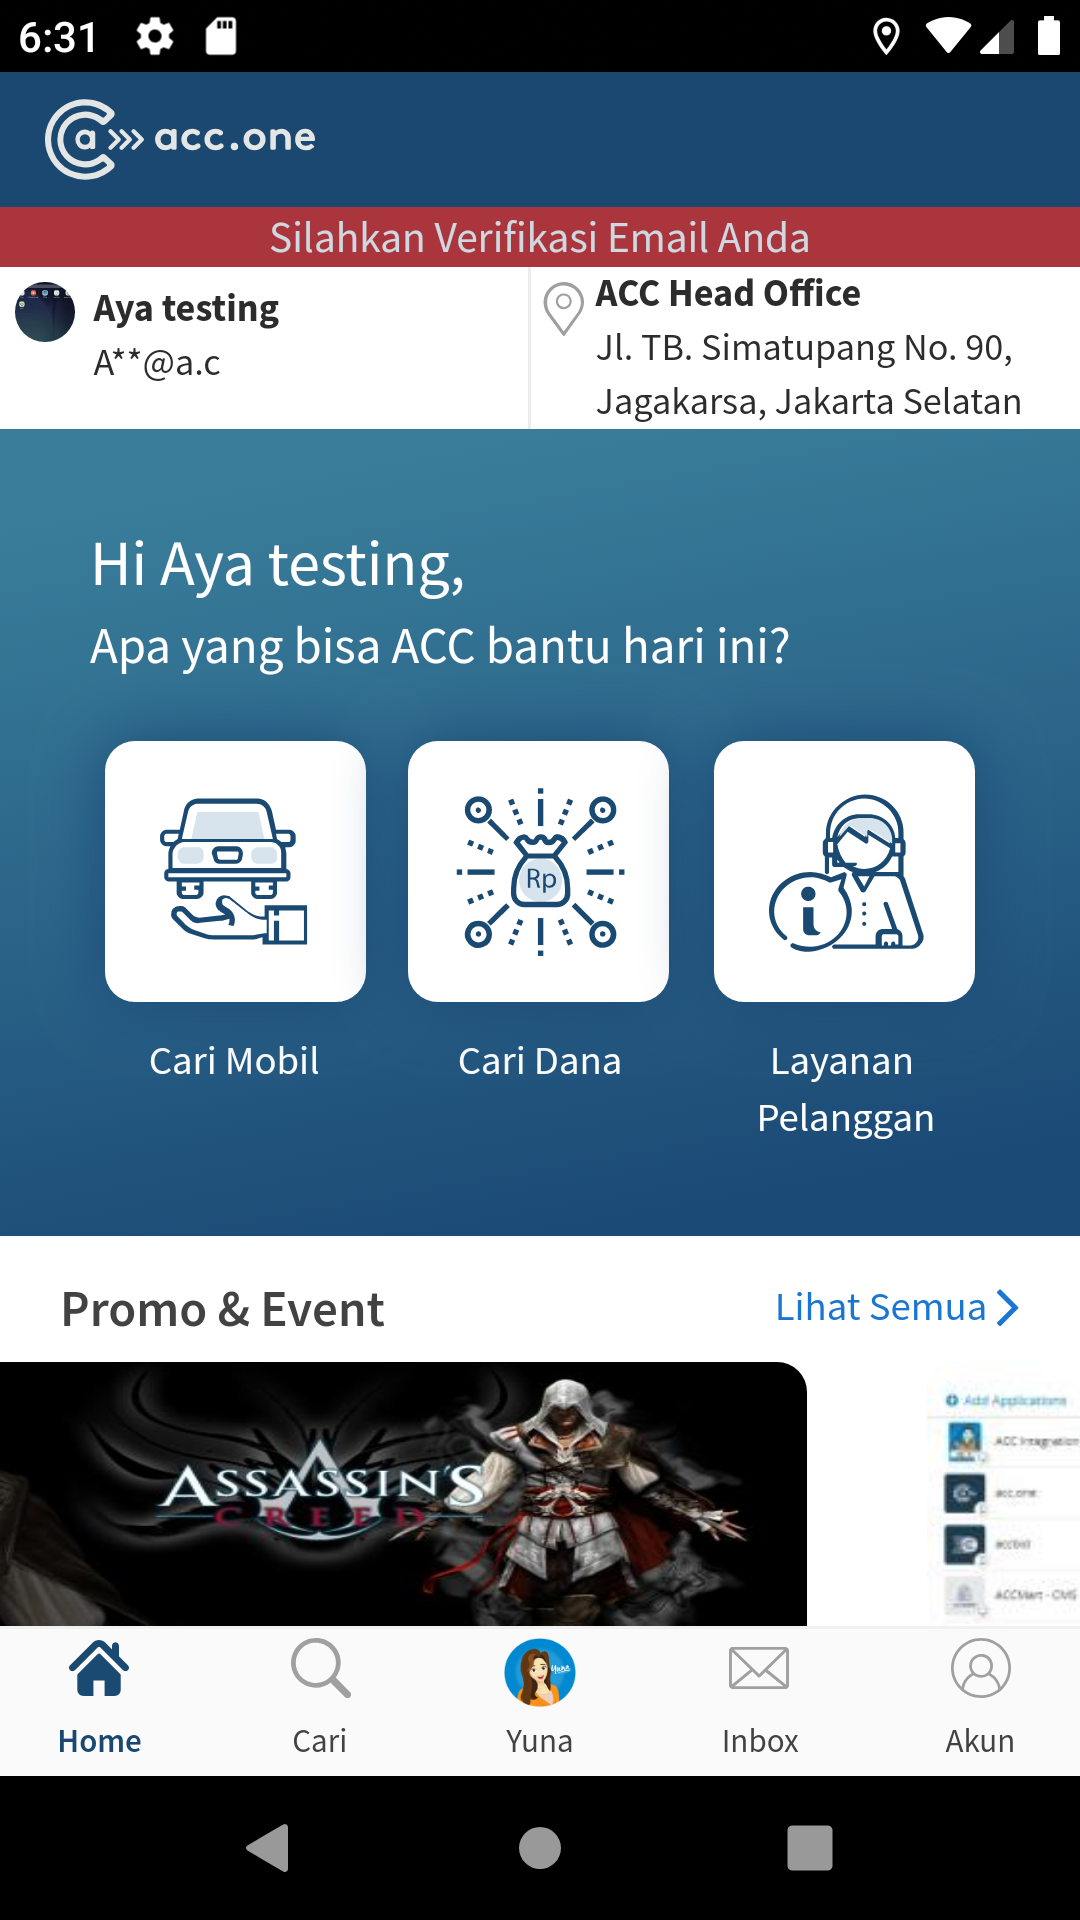 6:31
acc.one
Silahkan Verifikasi Email Anda
Aya testing
A**@a.c
ACC Head Office
Jl. TB. Simatupang No. 90,
Jagakarsa, Jakarta Selatan
Hi Aya testing,
Apa yang bisa ACC bantu hari ini?
Rp
Cari Mobil
Cari Dana
Layanan
Pelanggan
Promo & Event
Lihat Semua
ASSASSIN'S
CREED
Add Applications
ACC Integration
acc.one
accbid
ACCMart - CMS
Yuna
Home
Cari
Yuna
Inbox
Akun